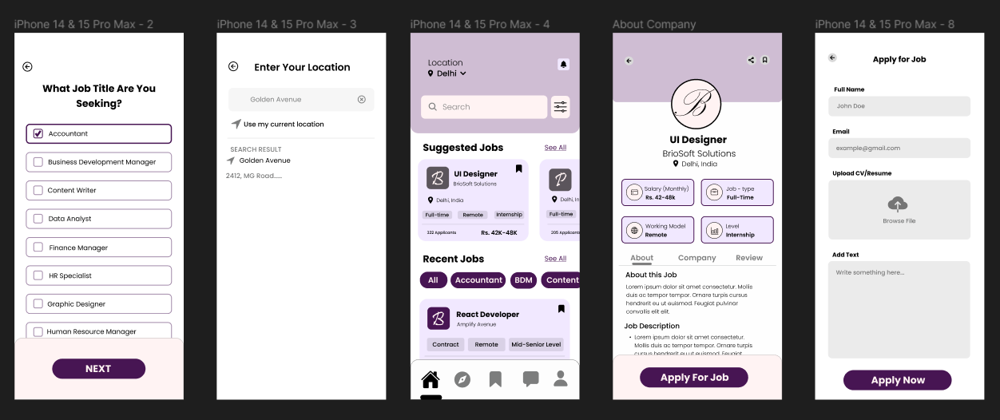 iPhone 14 & 15 Pro Max - 2
What Job Title Are You
Seeking?
Accountant
Business Development Manager
Content Writer
Data Analyst
Finance Manager
HR Specialist
Graphic Designer
Human Resource Manager
NEXT
iPhone 14 & 15 Pro Max - 3
Enter Your Location
Golden Avenue
Use my current location
SEARCH RESULT
Golden Avenue
2412, MG Road.....
iPhone 14 & 15 Pro Max - 4
Location
Delhi
Search
Suggested Jobs
See All
B
UI Designer
BrioSoft Solutions
Delhi, India
Full-time
Remote
Internship
322 Applicants
Rs. 42K-48K
P
Delhi, In
Full-time
205 Applicants
Recent Jobs
See All
All
Accountant
BDM
Content
B
React Developer
Amplify Avenue
Contract
Remote
Mid-Senior Level
About Company
B
UI Designer
BrioSoft Solutions
Delhi, India
Salary (Monthly)
Rs. 42-48k
Job - type
Full-Time
Working Model
Remote
Level
Internship
About
Company
Review
About this Job
Lorem ipsum dolor sit amet consectetur. Mollis
duis ac tempor tempor. Ornare turpis cursus
hendrerit eu ut euismod. Feugiat pulvinar
convallis elit elit.
Job Description
• Lorem ipsum dolor sit amet consectetur.
Mollis duis ac tempor tempor. Ornare turpis
cursus hendrerit eu ut euismod. Feugiat
Apply For Job
iPhone 14 & 15 Pro Max - 8
Apply for Job
Full Name
John Doe
Email
example@gmail.com
Upload CV/Resume
Browse File
Add Text
Write something here...
Apply Now